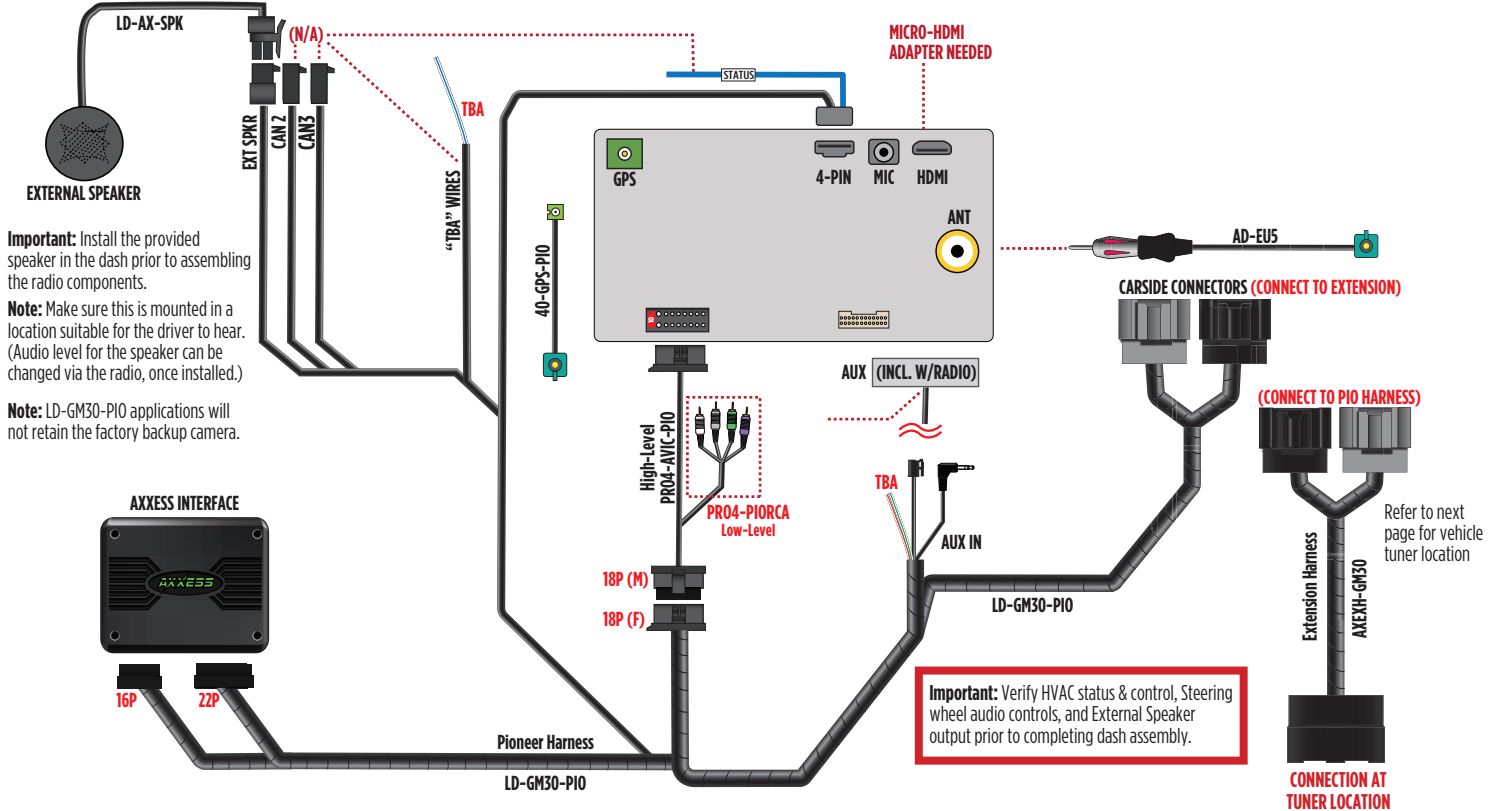 LD-AX-SPK
(N/A)
EXT SPKR
CAN 2
CAN3
EXTERNAL SPEAKER
TBA
"TBA" WIRES
STATUS
MICRO-HDMI
ADAPTER NEEDED
GPS
4-PIN
MIC
HDMI
ANT
40-GPS-PIO
AD-EU5
Important: Install the provided
speaker in the dash prior to assembling
the radio components.
Note: Make sure this is mounted in a
location suitable for the driver to hear.
(Audio level for the speaker can be
changed via the radio, once installed.)
Note: LD-GM30-PIO applications will
not retain the factory backup camera.
CARSIDE CONNECTORS (CONNECT TO EXTENSION)
(CONNECT TO PIO HARNESS)
10
AUX (INCL. W/RADIO)
High-Level
PRO4-AVIC-PIO
PRO4-PIORCA
Low-Level
TBA
AUX IN
Refer to next
page for vehicle
tuner location
Extension Harness
AXEXH-GM30
AXXESS INTERFACE
AXXESS
16P
22P
18P (M)
18P (F)
LD-GM30-PIO
Important: Verify HVAC status & control, Steering
wheel audio controls, and External Speaker
output prior to completing dash assembly.
Pioneer Harness
LD-GM30-PIO
CONNECTION AT
TUNER LOCATION